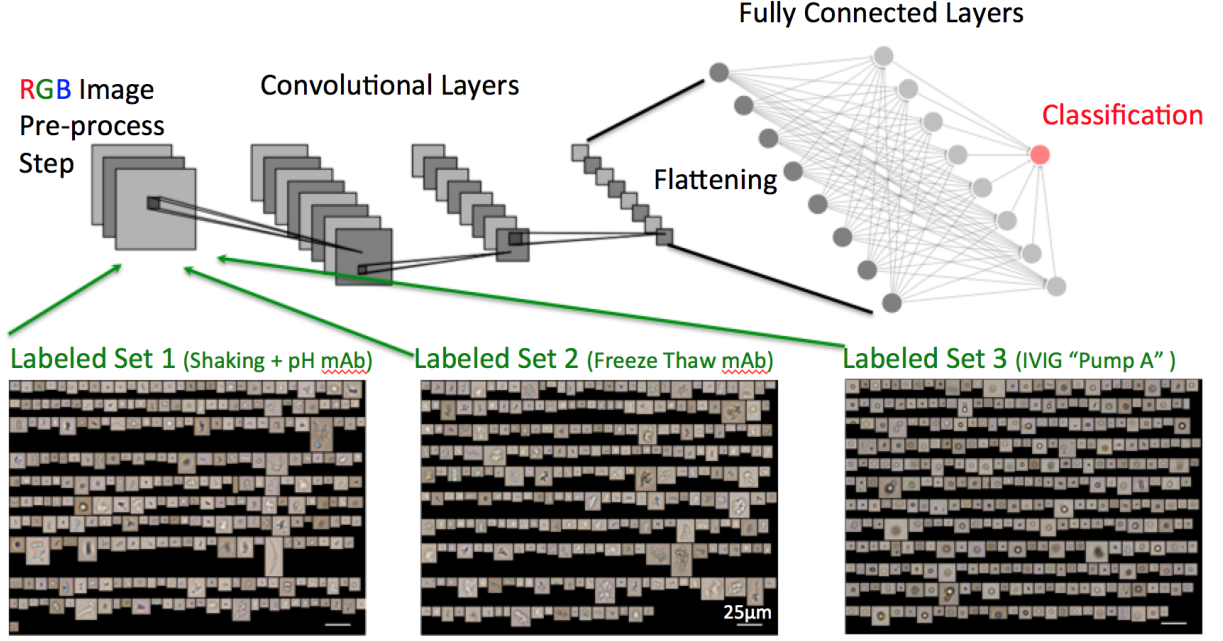 Fully Connected Layers
RGB Image
Pre-process
Step
Convolutional Layers
Classification
Flattening
Labeled Set 1 (Shaking + pH mAb)
Labeled Set 2 (Freeze Thaw mAb)
Labeled Set 3 (IVIG “Pump A” )
25μm